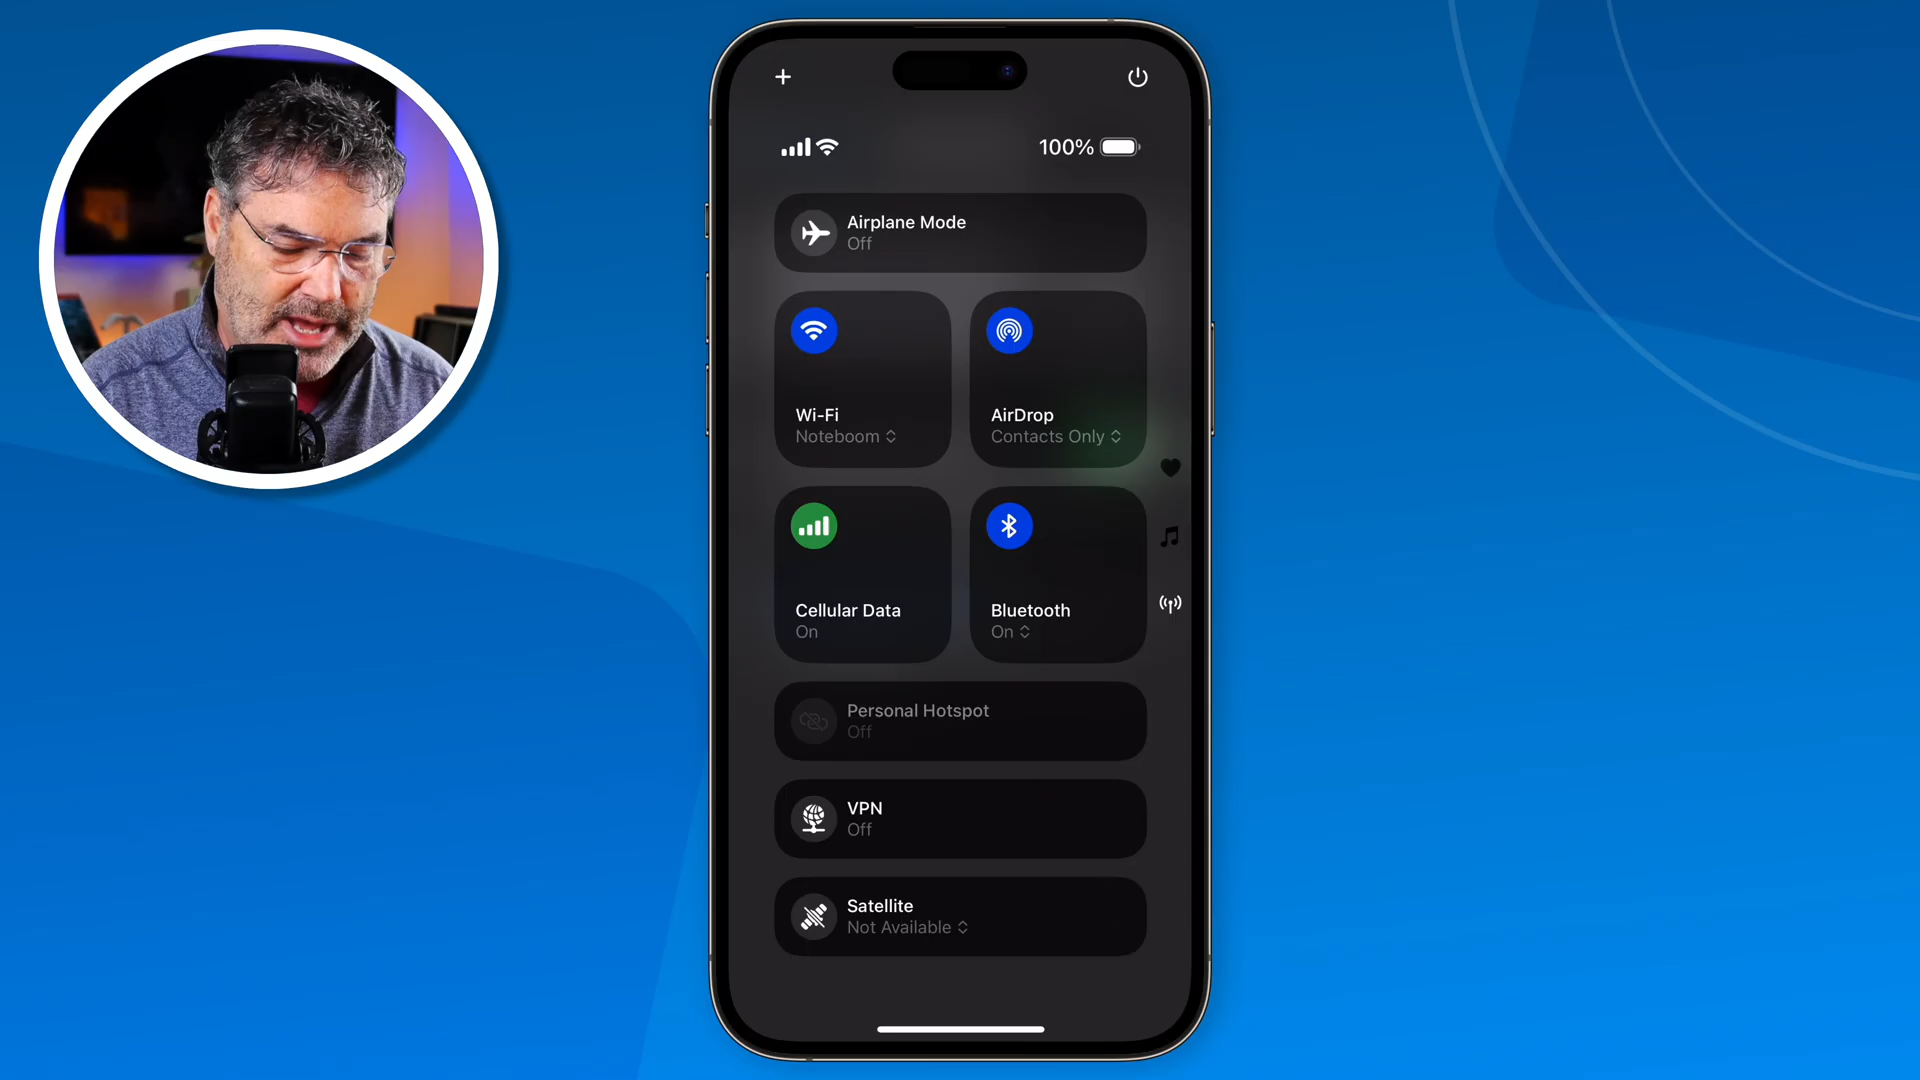 100%
Airplane Mode
Off
Wi-Fi
Noteboom
AirDrop
Contacts Only
Cellular Data
On
Bluetooth
On
Personal Hotspot
Off
VPN
Off
Satellite
Not Available